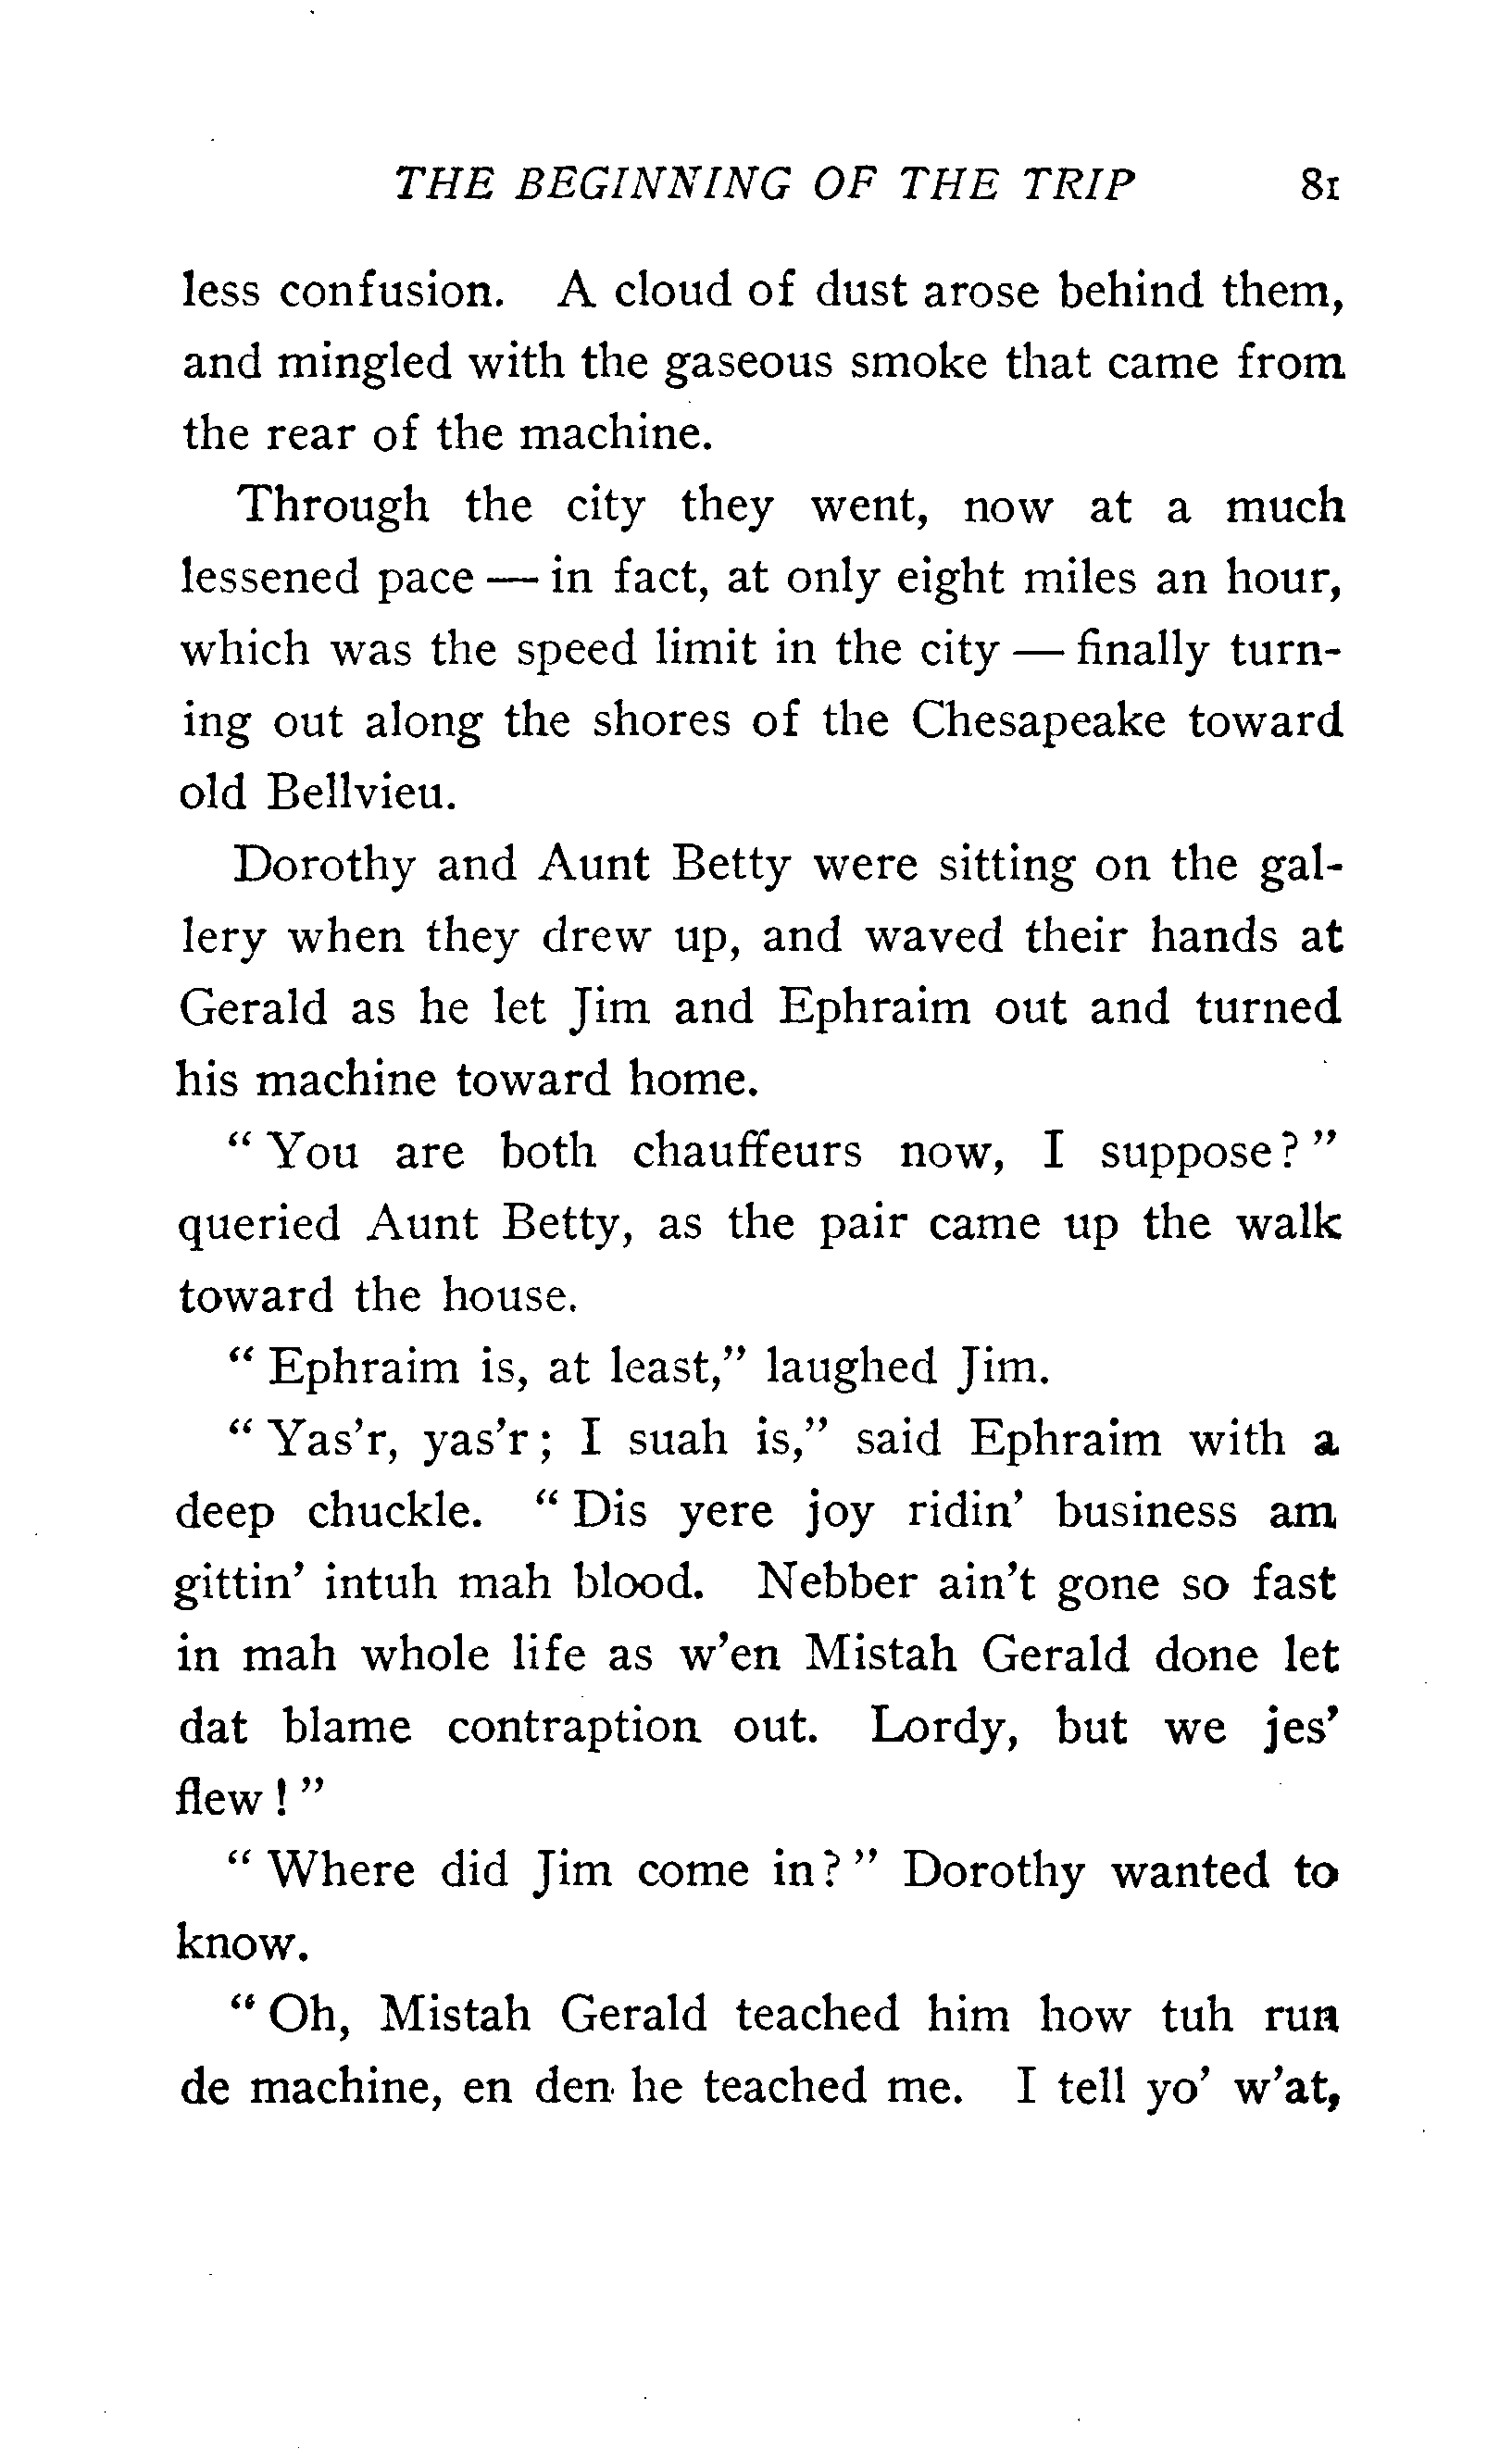 THE BEGINNING OF THE TRIP 81
less confusion. A cloud of dust arose behind them,
and mingled with the gaseous smoke that came from
the rear of the machine.
Through the city they went, now at a much
lessened pace — in fact, at only eight miles an hour,
which was the speed limit in the city — finally turn-
ing out along the shores of the Chesapeake toward
old Bellvieu.
Dorothy and Aunt Betty were sitting on the gal-
lery when they drew up, and waved their hands at
Gerald as he let Jim and Ephraim out and turned
his machine toward home.
“ You are both chauffeurs now, I suppose? ”
queried Aunt Betty, as the pair came up the walk
toward the house.
“ Ephraim is, at least,” laughed Jim.
“ Yas’r, yas’r ; I suah is,” said Ephraim with a
deep chuckle. “ Dis yere joy ridin’ business am
gittin’ intuh mah blood. Nebber ain’t gone so fast
in mah whole life as w’en Mistah Gerald done let
dat blame contraption out. Lordy, but we jes’
flew ! ”
“ Where did Jim come in? ” Dorothy wanted to
know.
“ Oh, Mistah Gerald teached him how tuh run
de machine, en den he teached me. I tell yo’ w’at,